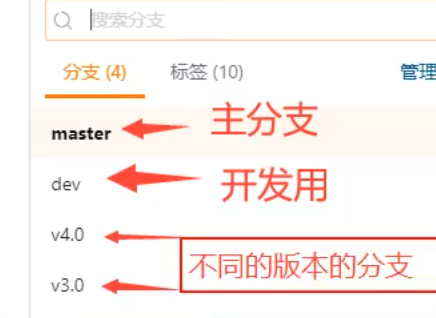 搜索分支
分支 (4) 标签 (10) 管理
master 主分支
dev 开发用
v4.0
不同的版本的分支
v3.0